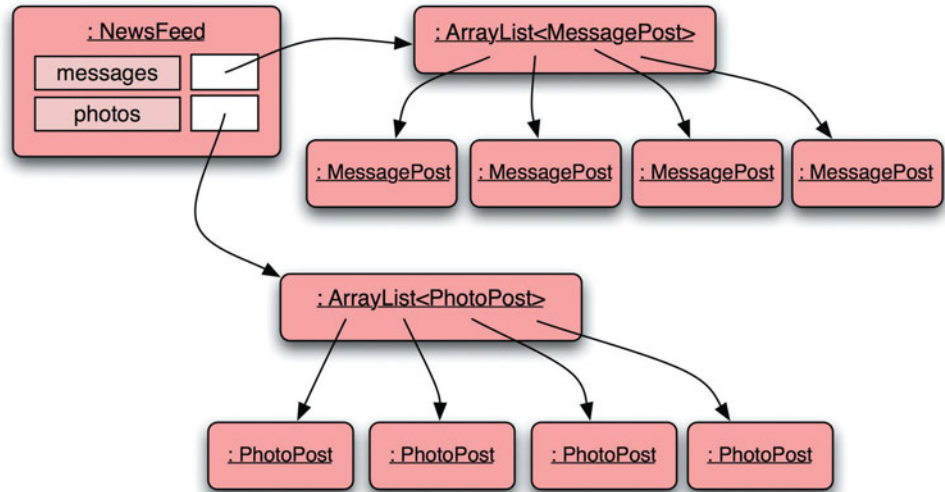 : NewsFeed
messages
photos
: ArrayList<MessagePost>
: MessagePost
: MessagePost
: MessagePost
: MessagePost
: ArrayList<PhotoPost>
: PhotoPost
: PhotoPost
: PhotoPost
: PhotoPost